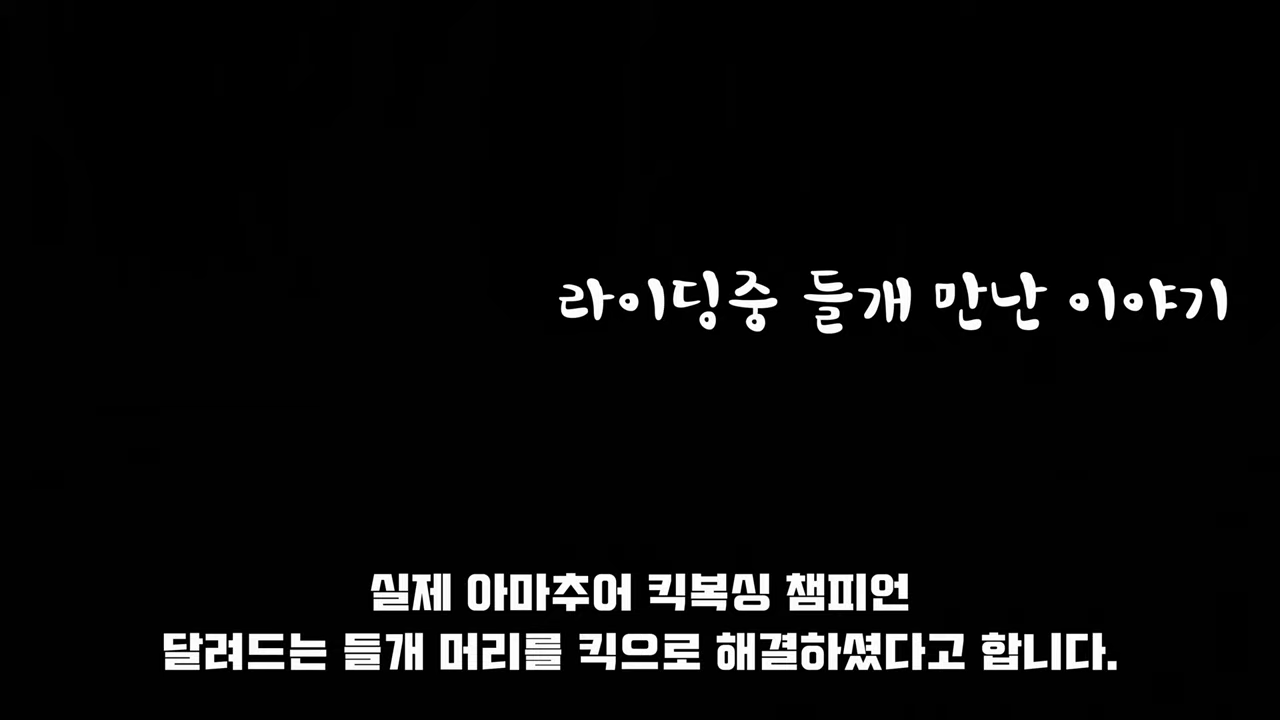 라이딩중 들개 만난 이야기
실제 아마추어 킥복싱 챔피언
달려드는 들개 머리를 킥으로 해결하셨다고 합니다.